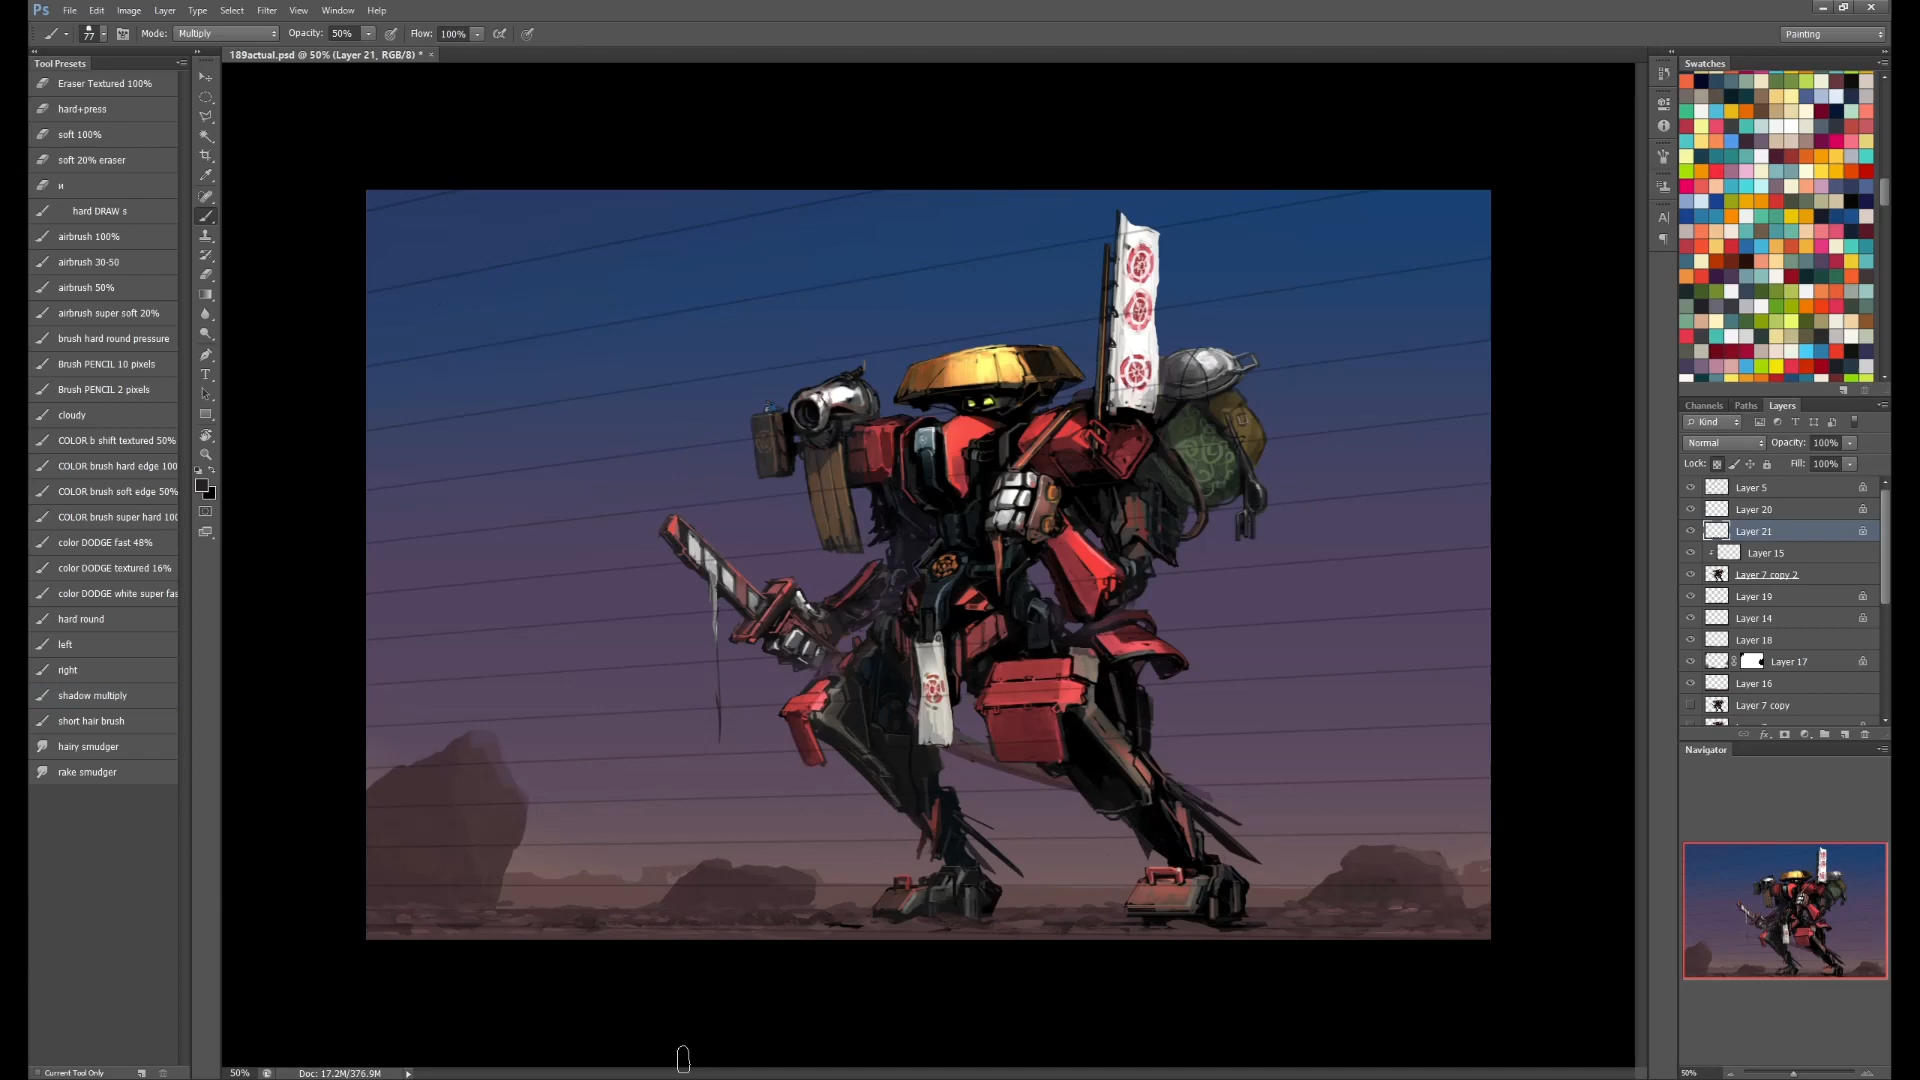 Ps File Edit Image Layer Type Select Filter View Window Help
77 Mode: Multiply Opacity: 50% Flow: 100% Painting
189actual.psd @ 50% (Layer 21, RGB/8) * ×
Tool Presets
Eraser Textured 100%
hard+press
soft 100%
soft 20% eraser
и
hard DRAW s
airbrush 100%
airbrush 30-50
airbrush 50%
airbrush super soft 20%
brush hard round pressure
Brush PENCIL 10 pixels
Brush PENCIL 2 pixels
cloudy
COLOR b shift textured 50%
COLOR brush hard edge 100
COLOR brush soft edge 50%
COLOR brush super hard 100
color DODGE fast 48%
color DODGE textured 16%
color DODGE white super fas
hard round
left
right
shadow multiply
short hair brush
hairy smudger
rake smudger
Current Tool Only
50% Doc: 17.2M/376.9M
Swatches
Channels Paths Layers
Kind
Normal Opacity: 100%
Lock: Fill: 100%
Layer 5
Layer 20
Layer 21
Layer 15
Layer 7 copy 2
Layer 19
Layer 14
Layer 18
Layer 17
Layer 16
Layer 7 copy
Navigator
50%